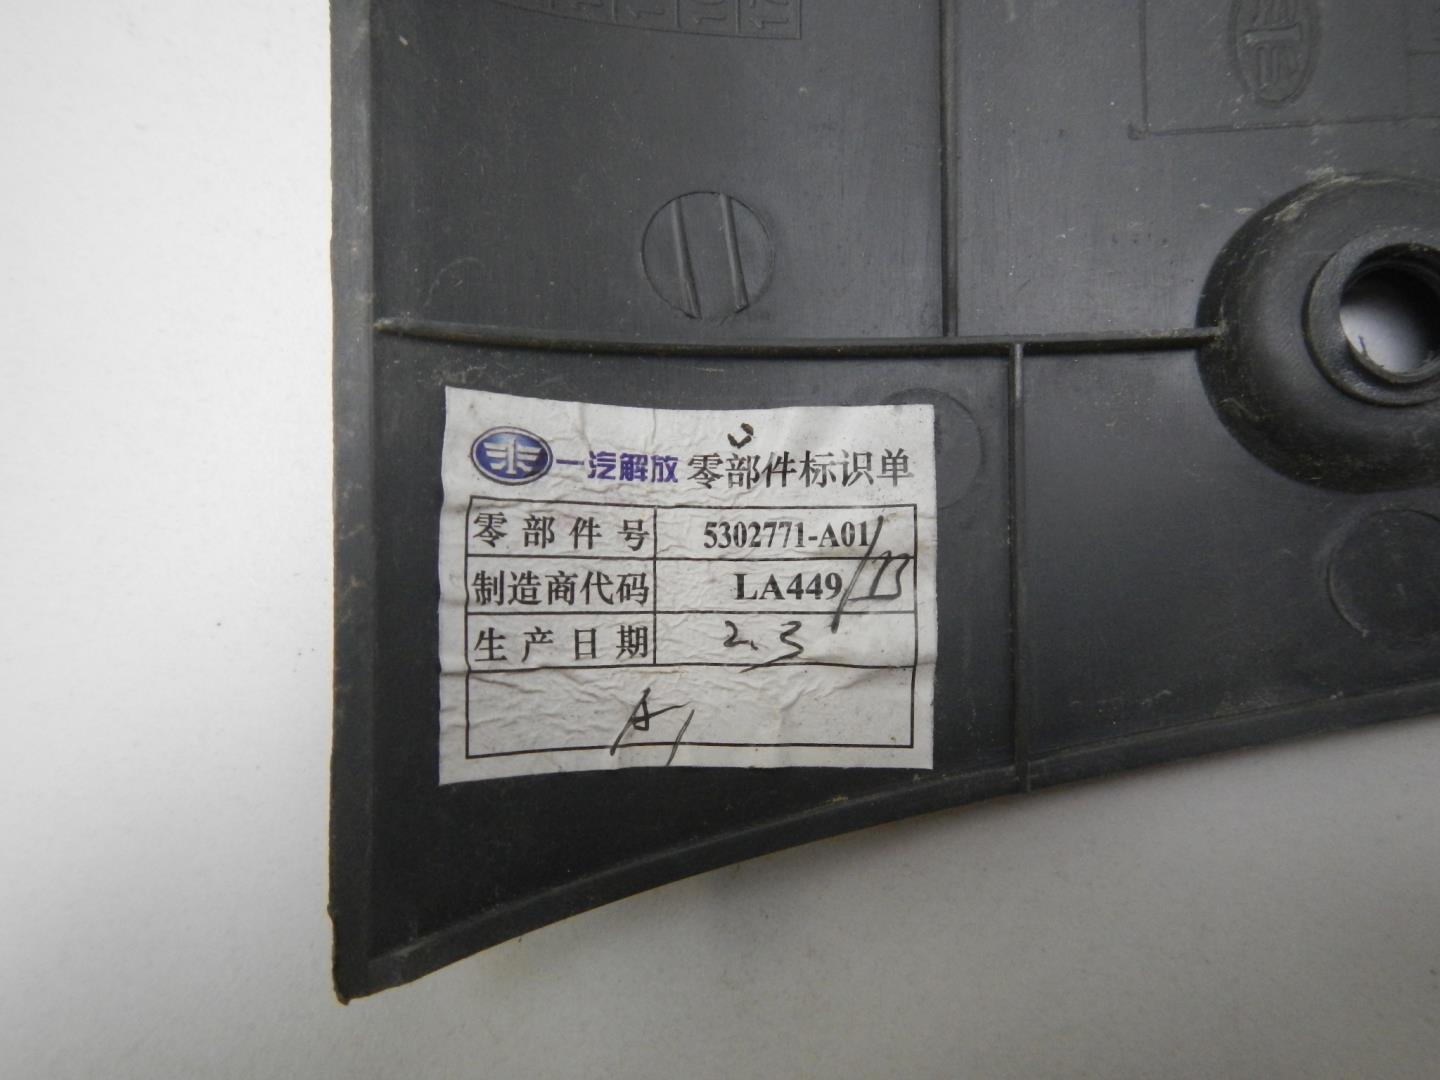 一汽解放 零部件标识单
零部件号 5302771-A01
制造商代码 LA449
生产日期 2.3
A